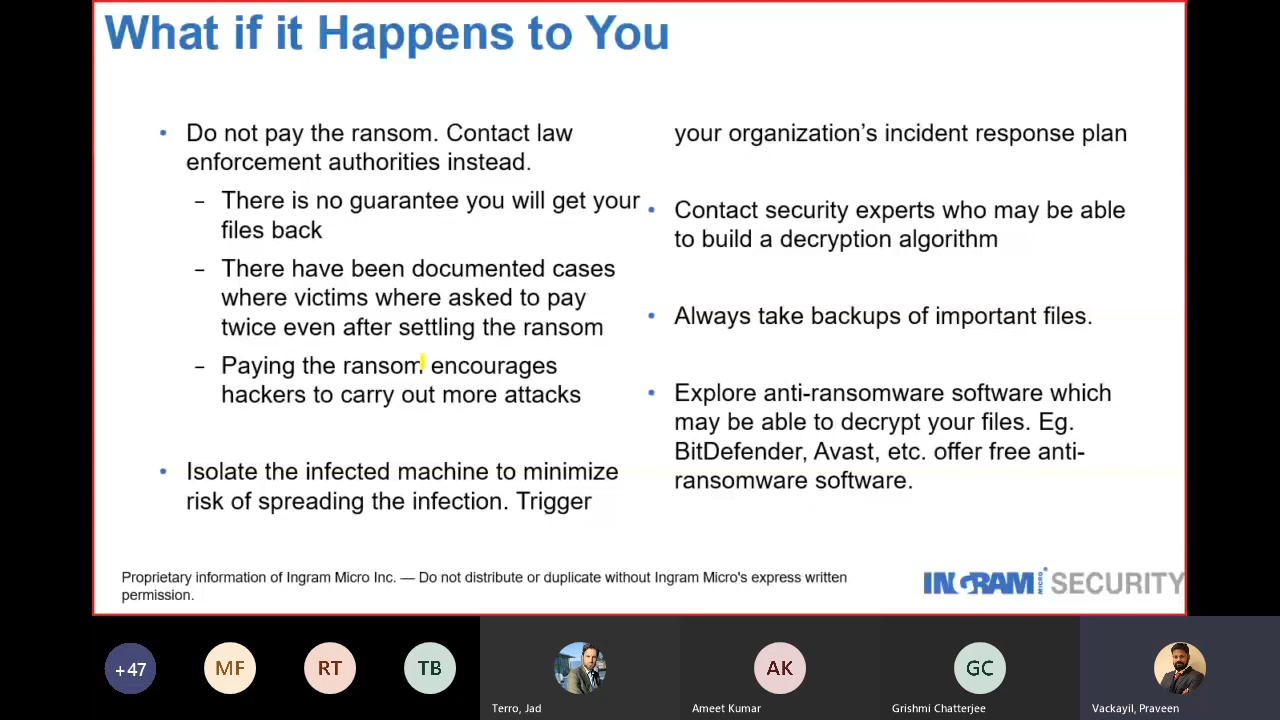 What if it Happens to You
• Do not pay the ransom. Contact law
enforcement authorities instead.
– There is no guarantee you will get your
files back
– There have been documented cases
where victims where asked to pay
twice even after settling the ransom
– Paying the ransom encourages
hackers to carry out more attacks
• Isolate the infected machine to minimize
risk of spreading the infection. Trigger
your organization’s incident response plan
• Contact security experts who may be able
to build a decryption algorithm
• Always take backups of important files.
• Explore anti-ransomware software which
may be able to decrypt your files. Eg.
BitDefender, Avast, etc. offer free anti-
ransomware software.
Proprietary information of Ingram Micro Inc. — Do not distribute or duplicate without Ingram Micro's express written
permission.
INGRAM MICRO SECURITY
+47
MF
RT
TB
Terro, Jad
AK
Ameet Kumar
GC
Grishmi Chatterjee
Vackayil, Praveen